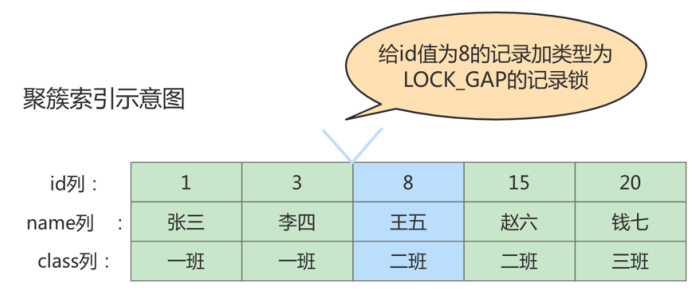 给id值为8的记录加类型为
LOCK_GAP的记录锁
聚簇索引示意图
id列： 1 3 8 15 20
name列 ： 张三 李四 王五 赵六 钱七
class列： 一班 一班 二班 二班 三班